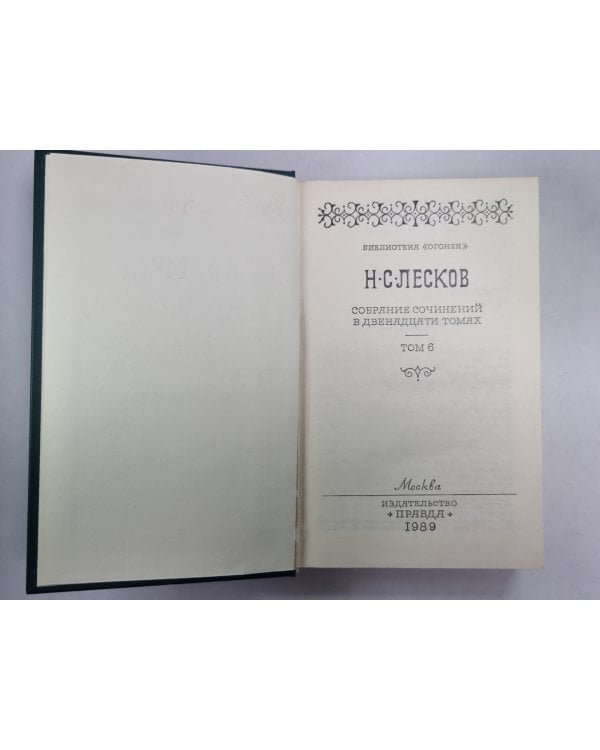 БИБЛИОТЕКА «ОГОНЕК»
Н·С·ЛЕСКОВ
СОБРАНИЕ СОЧИНЕНИЙ
В ДВЕНАДЦАТИ ТОМАХ
ТОМ 6
Москва
ИЗДАТЕЛЬСТВО
«ПРАВДА»
1989